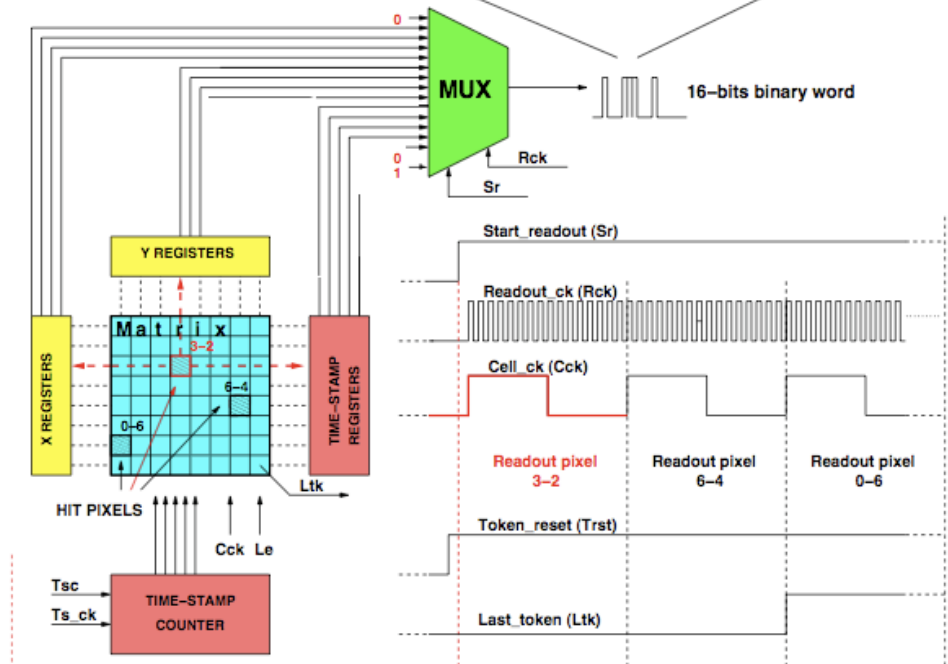 0
MUX
16–bits binary word
0
1
Rck
Sr
Y REGISTERS
Start_readout (Sr)
Readout_ck (Rck)
Matrix
3–2
Cell_ck (Cck)
6–4
0–6
X REGISTERS
TIME–STAMP
REGISTERS
Readout pixel
3–2
Readout pixel
6–4
Readout pixel
0–6
Ltk
HIT PIXELS
Token_reset (Trst)
Cck
Le
Tsc
Ts_ck
TIME–STAMP
COUNTER
Last_token (Ltk)